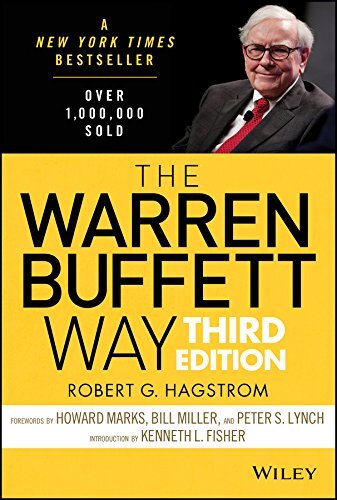 A
NEW YORK TIMES
BESTSELLER
OVER
1,000,000
SOLD
THE
WARREN
BUFFETT
WAY THIRD
EDITION
ROBERT G. HAGSTROM
FOREWORDS BY HOWARD MARKS, BILL MILLER, AND PETER S. LYNCH
INTRODUCTION BY KENNETH L. FISHER
WILEY